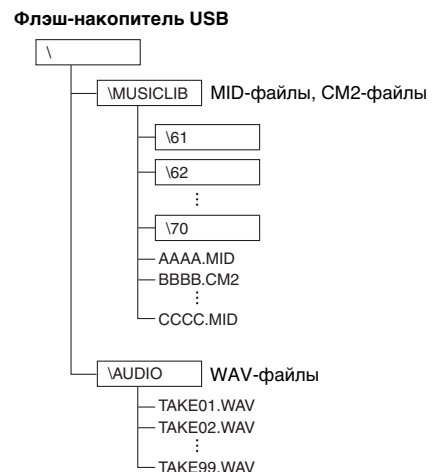 Флэш-накопитель USB
\
\MUSICLIB MID-файлы, CM2-файлы
\61
\62
⋮
\70
AAAA.MID
BBBB.CM2
⋮
CCCC.MID
\AUDIO WAV-файлы
TAKE01.WAV
TAKE02.WAV
⋮
TAKE99.WAV